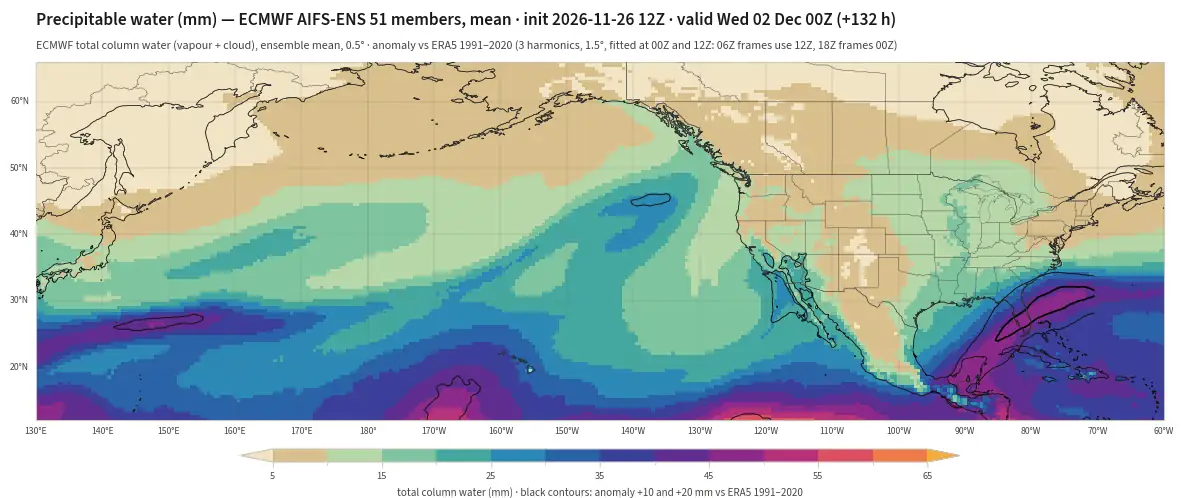 Precipitable water (mm) — ECMWF AIFS-ENS 51 members, mean · init 2026-11-26 12Z · valid Wed 02 Dec 00Z (+132 h)
ECMWF total column water (vapour + cloud), ensemble mean, 0.5° · anomaly vs ERA5 1991–2020 (3 harmonics, 1.5°, fitted at 00Z and 12Z: 06Z frames use 12Z, 18Z frames 00Z)
60°N
50°N
40°N
30°N
20°N
130°E 140°E 150°E 160°E 170°E 180° 170°W 160°W 150°W 140°W 130°W 120°W 110°W 100°W 90°W 80°W 70°W 60°W
5 15 25 35 45 55 65
total column water (mm) · black contours: anomaly +10 and +20 mm vs ERA5 1991–2020